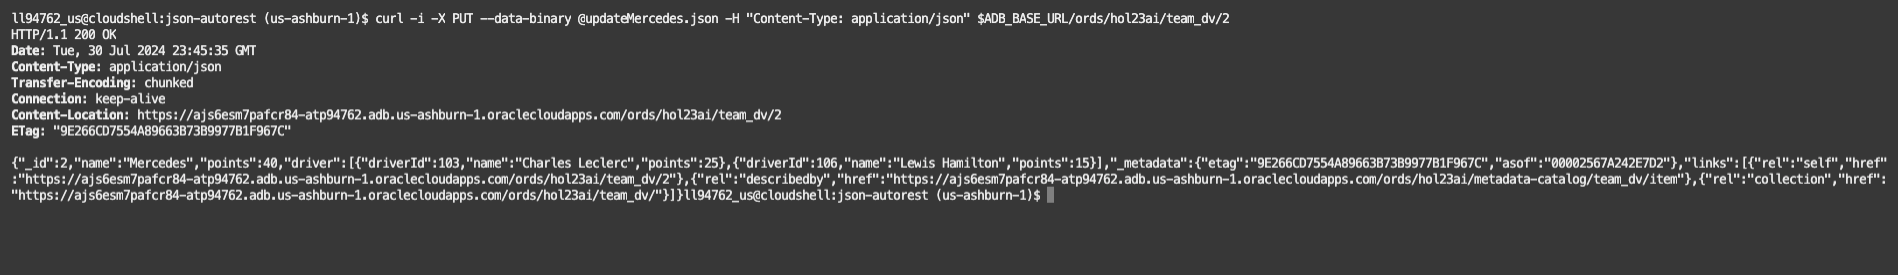 ll94762_us@cloudshell:json-autorest (us-ashburn-1)$ curl -i -X PUT --data-binary @updateMercedes.json -H "Content-Type: application/json" $ADB_BASE_URL/ords/hol23ai/team_dv/2
HTTP/1.1 200 OK
Date: Tue, 30 Jul 2024 23:45:35 GMT
Content-Type: application/json
Transfer-Encoding: chunked
Connection: keep-alive
Content-Location: https://ajs6esm7pafcr84-atp94762.adb.us-ashburn-1.oraclecloudapps.com/ords/hol23ai/team_dv/2
ETag: "9E266CD7554A89663B73B9977B1F967C"
{"_id":2,"name":"Mercedes","points":40,"driver":[{"driverId":103,"name":"Charles Leclerc","points":25},{"driverId":106,"name":"Lewis Hamilton","points":15}],"_metadata":{"etag":"9E266CD7554A89663B73B9977B1F967C","asof":"00002567A242E7D2"},"links":[{"rel":"self","href"
:"https://ajs6esm7pafcr84-atp94762.adb.us-ashburn-1.oraclecloudapps.com/ords/hol23ai/team_dv/2"},{"rel":"describedby","href":"https://ajs6esm7pafcr84-atp94762.adb.us-ashburn-1.oraclecloudapps.com/ords/hol23ai/metadata-catalog/team_dv/item"},{"rel":"collection","href":
"https://ajs6esm7pafcr84-atp94762.adb.us-ashburn-1.oraclecloudapps.com/ords/hol23ai/team_dv/"}]}ll94762_us@cloudshell:json-autorest (us-ashburn-1)$